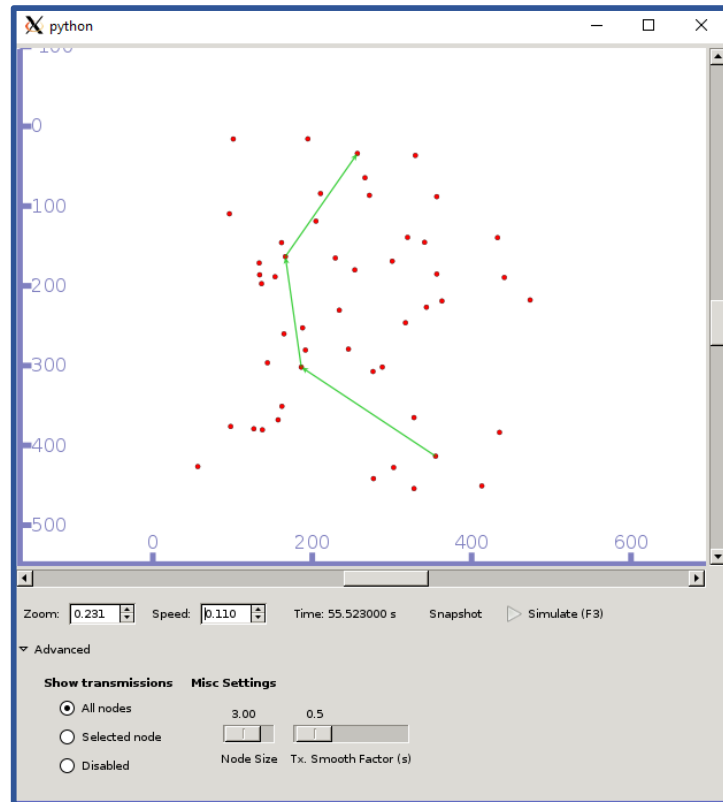 python
100
0
100
200
300
400
500
0 200 400 600
Zoom: 0.231 Speed: 0.110 Time: 55.523000 s Snapshot Simulate (F3)
Advanced
Show transmissions Misc Settings
All nodes 3.00 0.5
Selected node
Node Size Tx. Smooth Factor (s)
Disabled